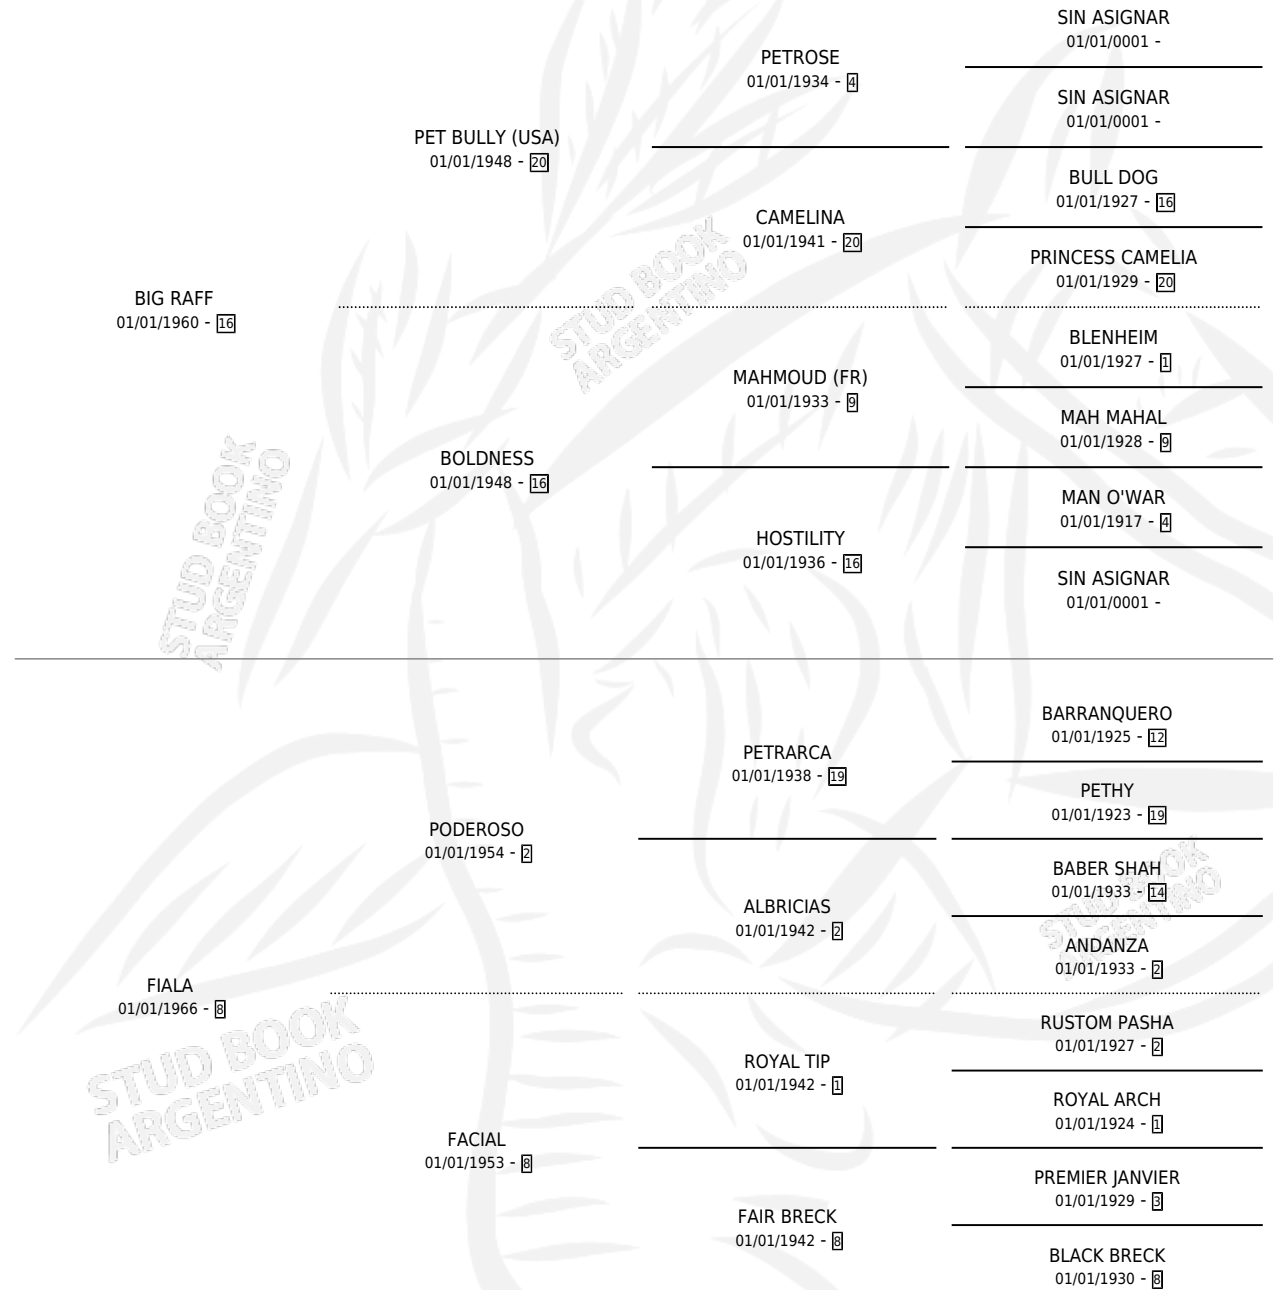 SIN ASIGNAR
01/01/0001 -
PETROSE
01/01/1934 - 4
SIN ASIGNAR
01/01/0001 -
PET BULLY (USA)
01/01/1948 - 20
BULL DOG
01/01/1927 - 16
CAMELINA
01/01/1941 - 20
PRINCESS CAMELIA
01/01/1929 - 20
BIG RAFF
01/01/1960 - 16
BLENHEIM
01/01/1927 - 1
MAHMOUD (FR)
01/01/1933 - 9
MAH MAHAL
01/01/1928 - 9
BOLDNESS
01/01/1948 - 16
MAN O'WAR
01/01/1917 - 4
HOSTILITY
01/01/1936 - 16
SIN ASIGNAR
01/01/0001 -
STUD BOOK
ARGENTINO
STUD BOOK
ARGENTINO
BARRANQUERO
01/01/1925 - 12
PETRARCA
01/01/1938 - 19
PETHY
01/01/1923 - 19
PODEROSO
01/01/1954 - 2
BABER SHAH
01/01/1933 - 14
ALBRICIAS
01/01/1942 - 2
ANDANZA
01/01/1933 - 2
FIALA
01/01/1966 - 8
RUSTOM PASHA
01/01/1927 - 2
ROYAL TIP
01/01/1942 - 1
ROYAL ARCH
01/01/1924 - 1
FACIAL
01/01/1953 - 8
PREMIER JANVIER
01/01/1929 - 3
FAIR BRECK
01/01/1942 - 8
BLACK BRECK
01/01/1930 - 8
STUD BOOK
ARGENTINO
STUD BOOK
ARGENTINO